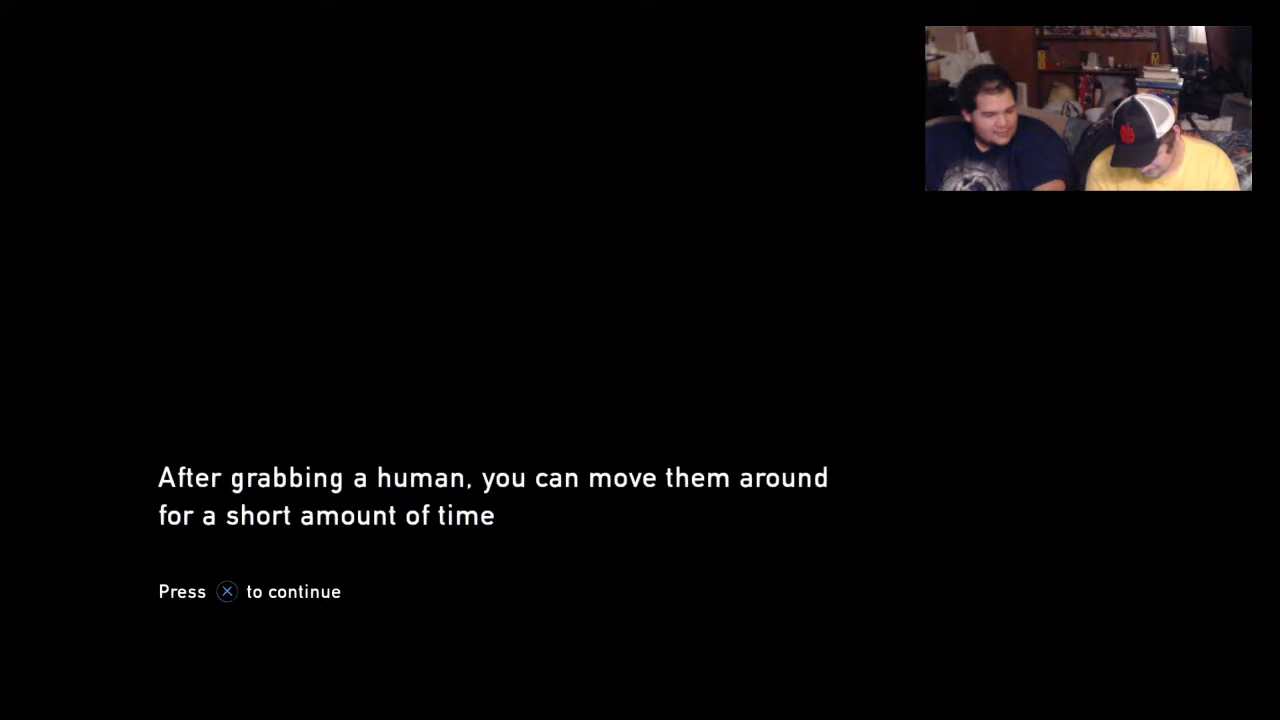 After grabbing a human, you can move them around
for a short amount of time
Press ⓧ to continue